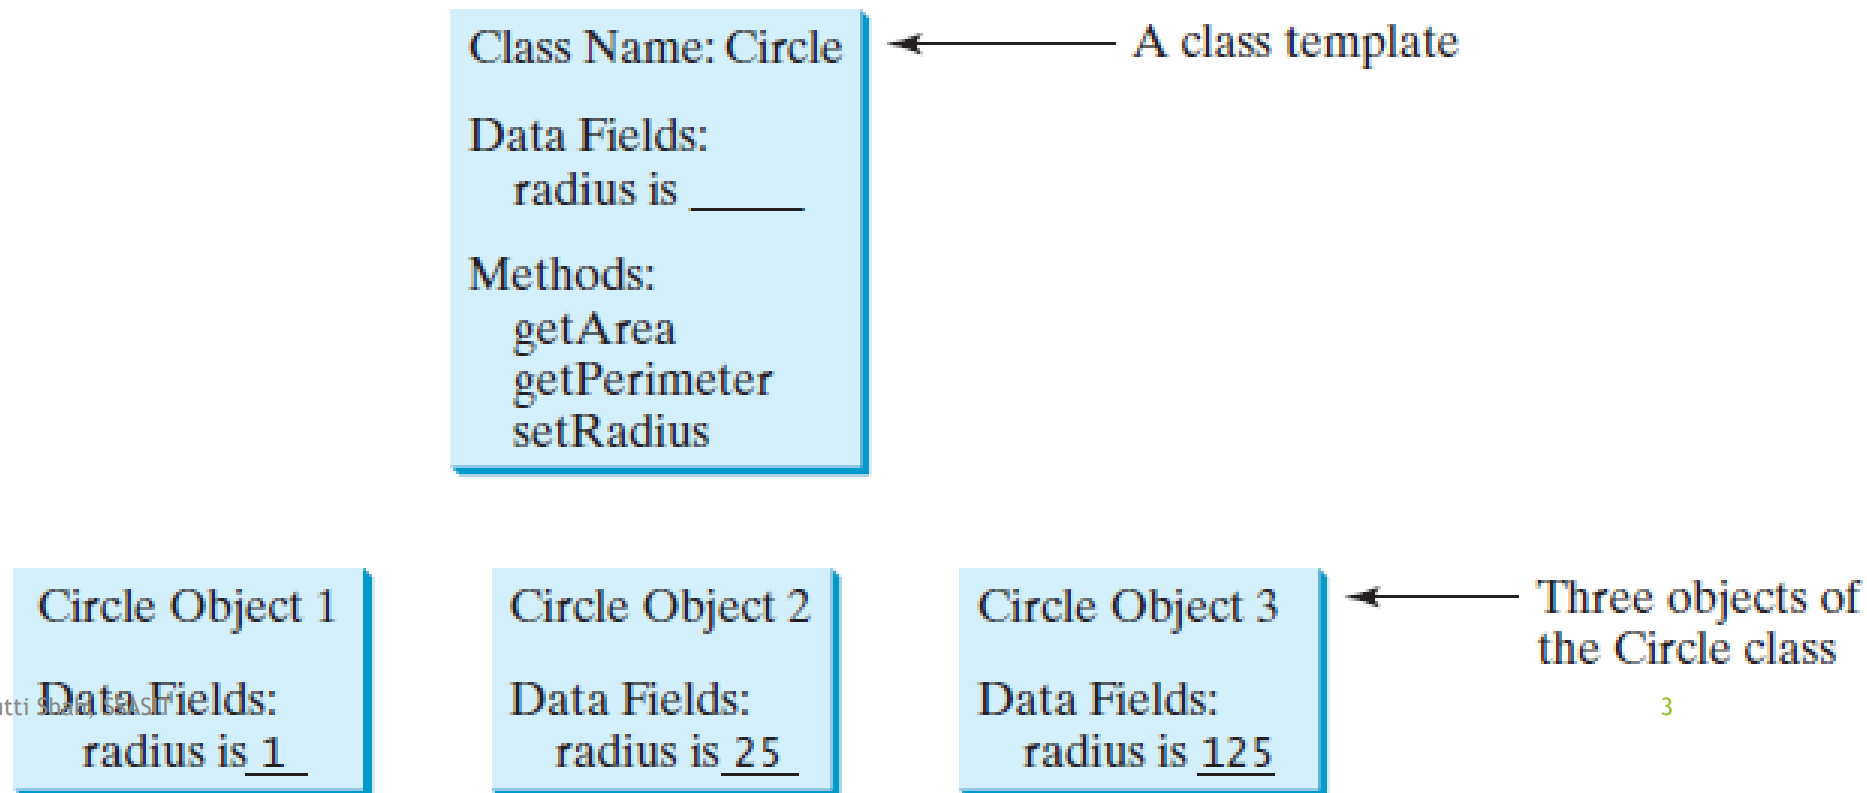 Class Name: Circle
A class template
Data Fields:
radius is
Methods:
getArea
getPerimeter
setRadius
Circle Object 1
Data Fields:
radius is 1
Circle Object 2
Data Fields:
radius is 25
Circle Object 3
Data Fields:
radius is 125
Three objects of
the Circle class
3